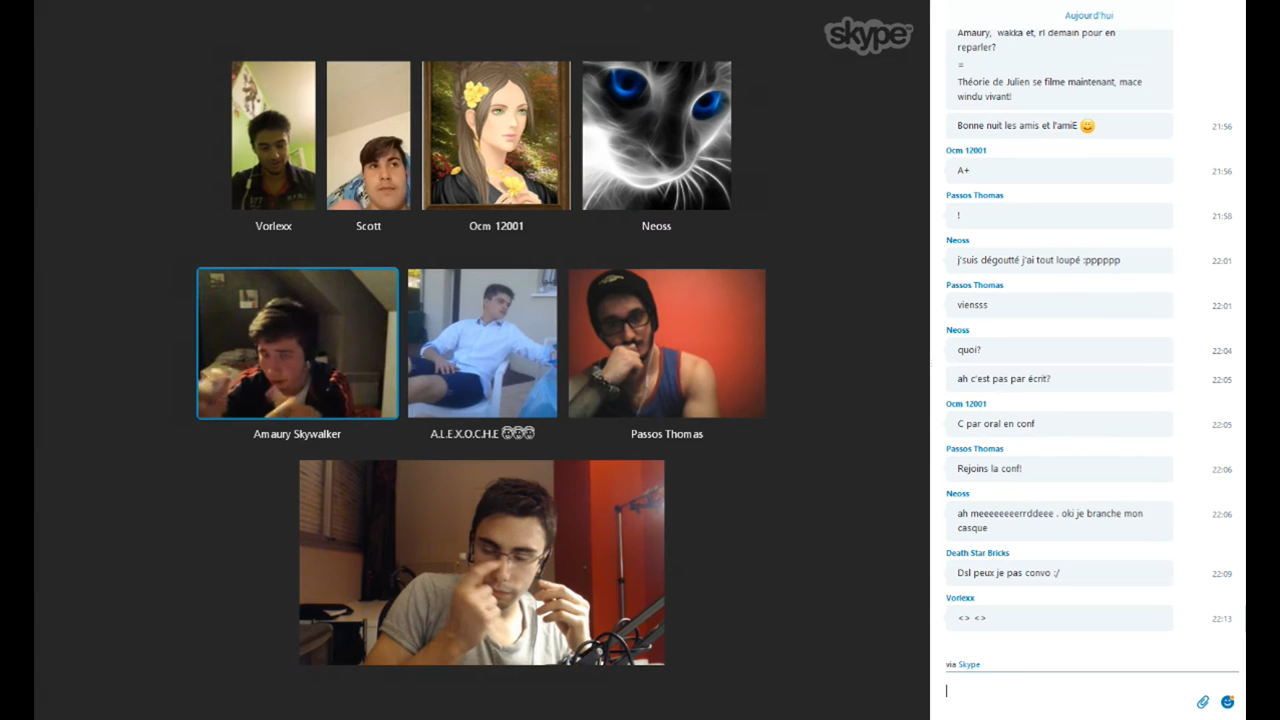 skype
Vorlexx
Scott
Ocm 12001
Neoss
Amaury Skywalker
A.L.E.X.O.C.H.E
Passos Thomas
Aujourd'hui
Amaury, wakka et, rl demain pour en
reparler?
=
Théorie de Julien se filme maintenant, mace
windu vivant!
Bonne nuit les amis et l'amiE
21:56
Ocm 12001
A+
21:56
Passos Thomas
!
21:58
Neoss
j'suis dégoutté j'ai tout loupé :pppppp
22:01
Passos Thomas
viensss
22:01
Neoss
quoi?
22:04
ah c'est pas par écrit?
22:05
Ocm 12001
C par oral en conf
22:05
Passos Thomas
Rejoins la conf!
22:06
Neoss
ah meeeeeeerrddeee . oki je branche mon
casque
22:06
Death Star Bricks
Dsl peux je pas convo :/
22:09
Vorlexx
<> <>
22:13
via Skype